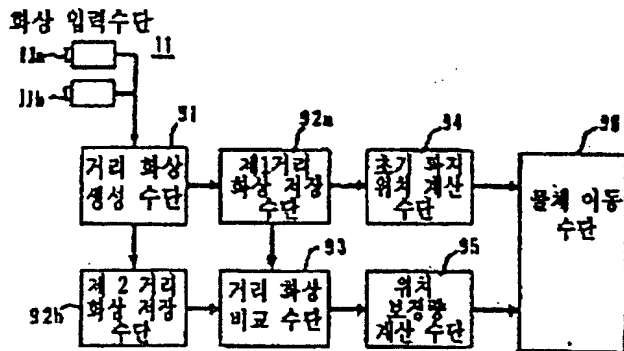 화상 입력수단
11a
11
11b
91
거리 화상
생성 수단
92a
제1거리
화상 저장
수단
94
초기 파지
위치 계산
수단
96
물체 이동
수단
92b
제 2 거리
화상 저장
수단
93
거리 화상
비교 수단
95
위치
보정량
계산 수단